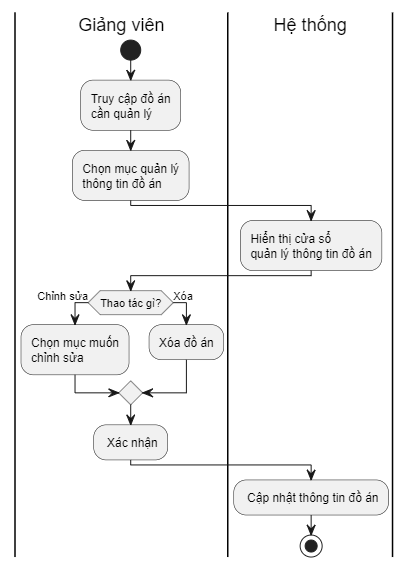 Giảng viên
Hệ thống
Truy cập đồ án
cần quản lý
Chọn mục quản lý
thông tin đồ án
Hiển thị cửa sổ
quản lý thông tin đồ án
Thao tác gì?
Chỉnh sửa
Xóa
Chọn mục muốn
chỉnh sửa
Xóa đồ án
Xác nhận
Cập nhật thông tin đồ án